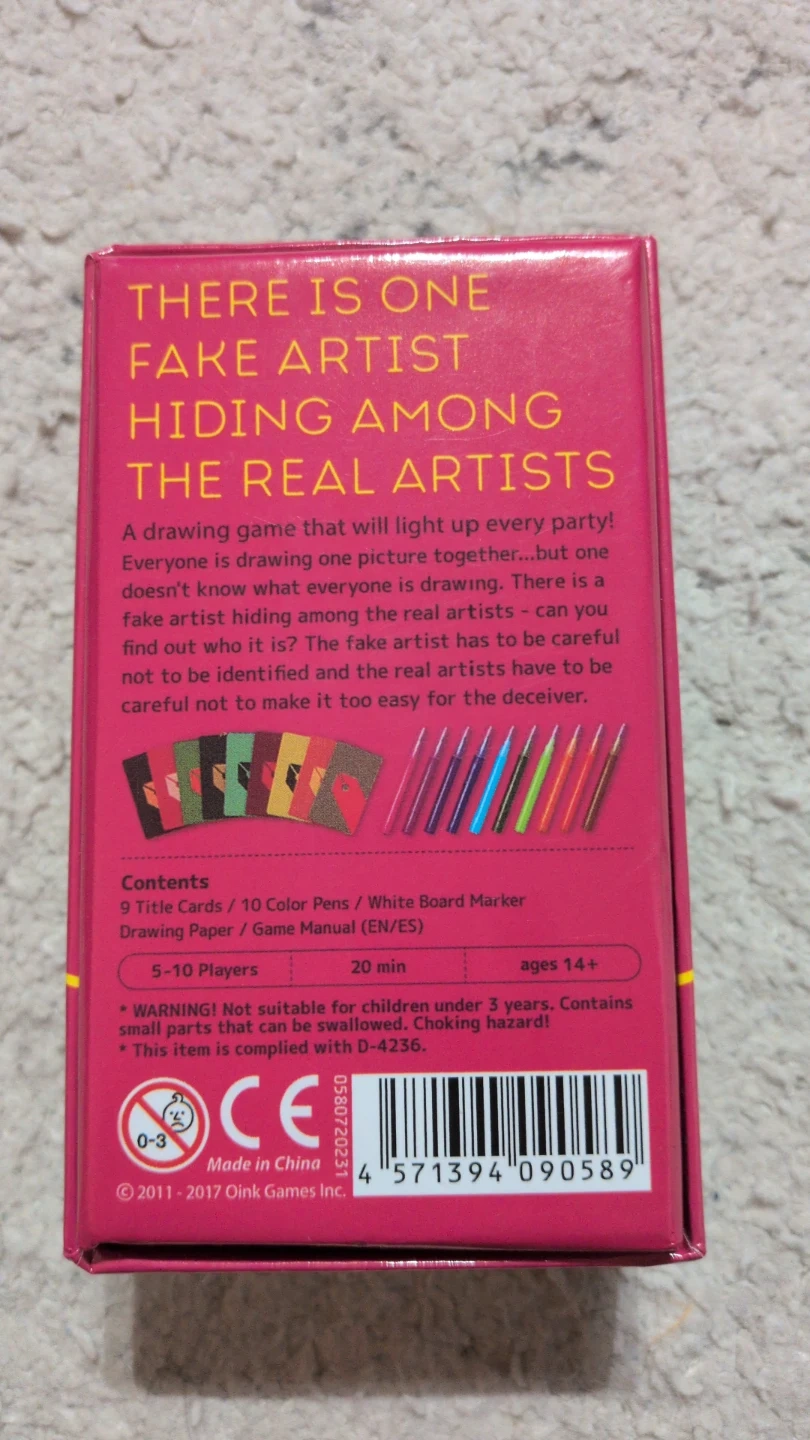 THERE IS ONE
FAKE ARTIST
HIDING AMONG
THE REAL ARTISTS
A drawing game that will light up every party!
Everyone is drawing one picture together...but one
doesn't know what everyone is drawing. There is a
fake artist hiding among the real artists - can you
find out who it is? The fake artist has to be careful
not to be identified and the real artists have to be
careful not to make it too easy for the deceiver.
Contents
9 Title Cards / 10 Color Pens / White Board Marker
Drawing Paper / Game Manual (EN/ES)
5-10 Players 20 min ages 14+
* WARNING! Not suitable for children under 3 years. Contains
small parts that can be swallowed. Choking hazard!
* This item is complied with D-4236.
0-3
CE
Made in China
© 2011 - 2017 Oink Games Inc.
0580720231
4 571394 090589